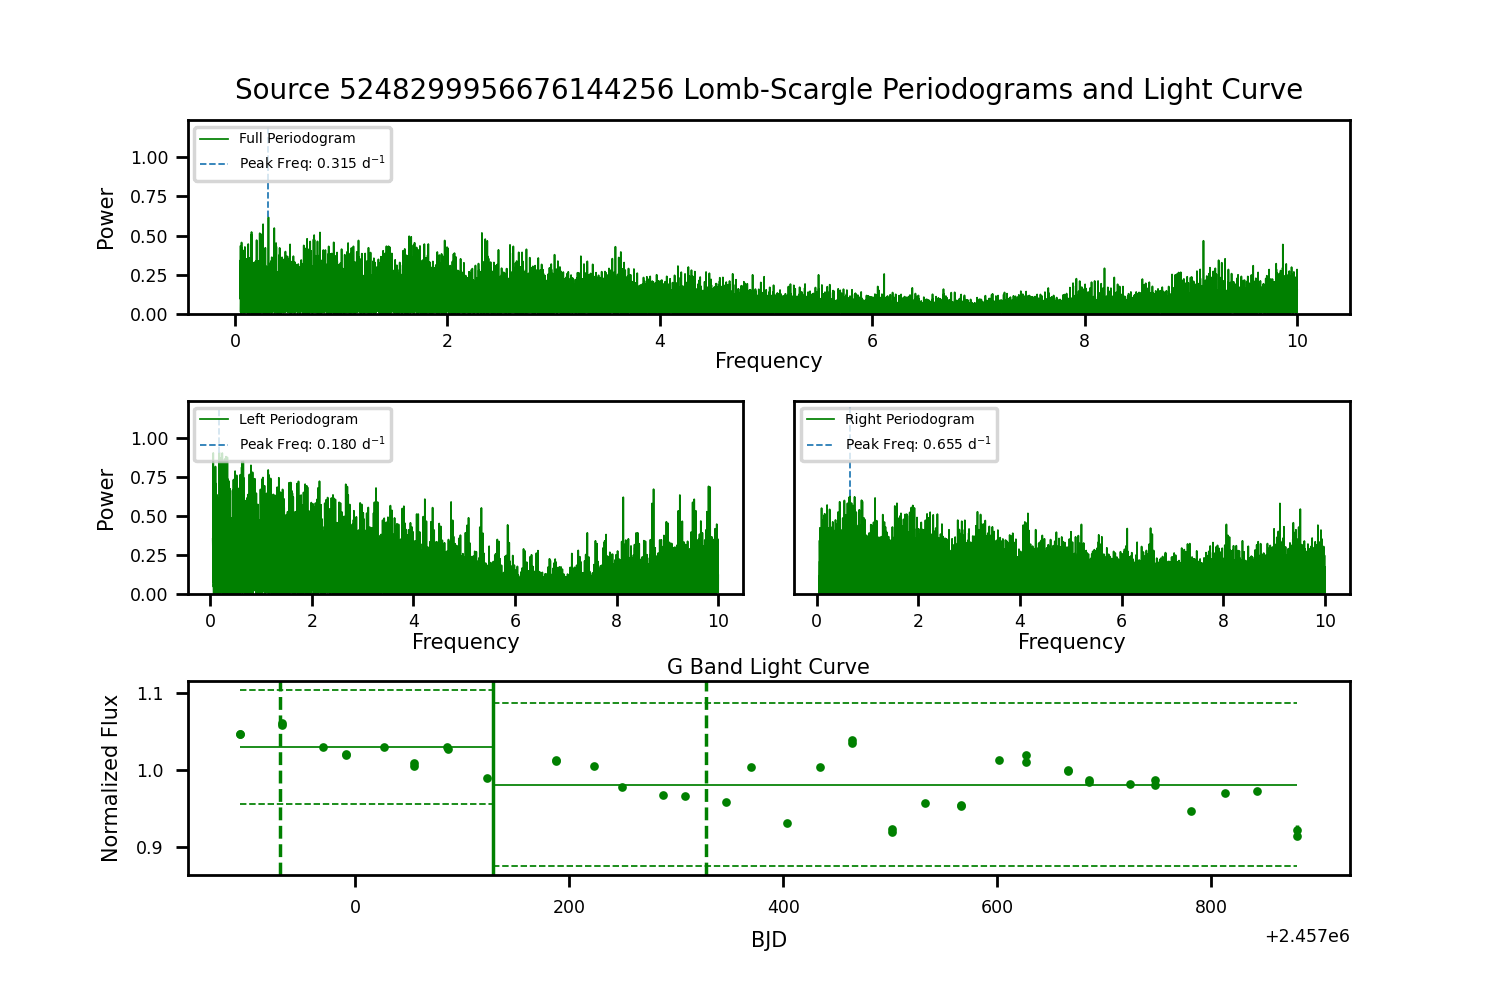 Source 5248299956676144256 Lomb-Scargle Periodograms and Light Curve
Full Periodogram
Peak Freq: 0.315 d⁻¹
Power
1.00
0.75
0.50
0.25
0.00
0 2 4 6 8 10
Frequency
Left Periodogram
Peak Freq: 0.180 d⁻¹
Power
1.00
0.75
0.50
0.25
0.00
0 2 4 6 8 10
Frequency
Right Periodogram
Peak Freq: 0.655 d⁻¹
0 2 4 6 8 10
Frequency
G Band Light Curve
Normalized Flux
1.1
1.0
0.9
0 200 400 600 800
BJD
+2.457e6